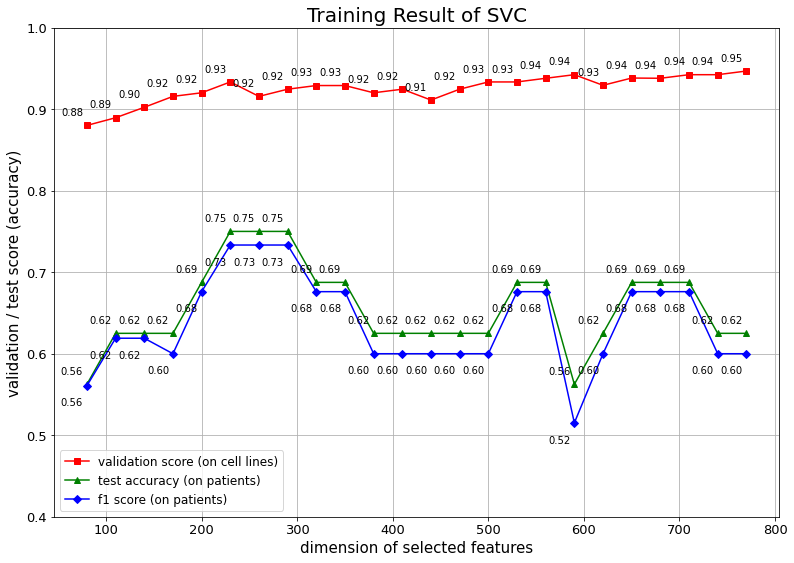 Training Result of SVC
validation / test score (accuracy)
1.0
0.9
0.8
0.7
0.6
0.5
0.4
0.88 0.89 0.90 0.92 0.92 0.93 0.92 0.92 0.93 0.93 0.92 0.92 0.91 0.92 0.93 0.93 0.94 0.94 0.93 0.94 0.94 0.94 0.94 0.95
0.56 0.62 0.62 0.62 0.69 0.75 0.75 0.75 0.69 0.69 0.62 0.62 0.62 0.62 0.62 0.69 0.69 0.56 0.62 0.69 0.69 0.69 0.62 0.62
0.56 0.62 0.62 0.60 0.68 0.73 0.73 0.73 0.68 0.68 0.60 0.60 0.60 0.60 0.60 0.68 0.68 0.52 0.60 0.68 0.68 0.68 0.60 0.60
validation score (on cell lines)
test accuracy (on patients)
f1 score (on patients)
100 200 300 400 500 600 700 800
dimension of selected features